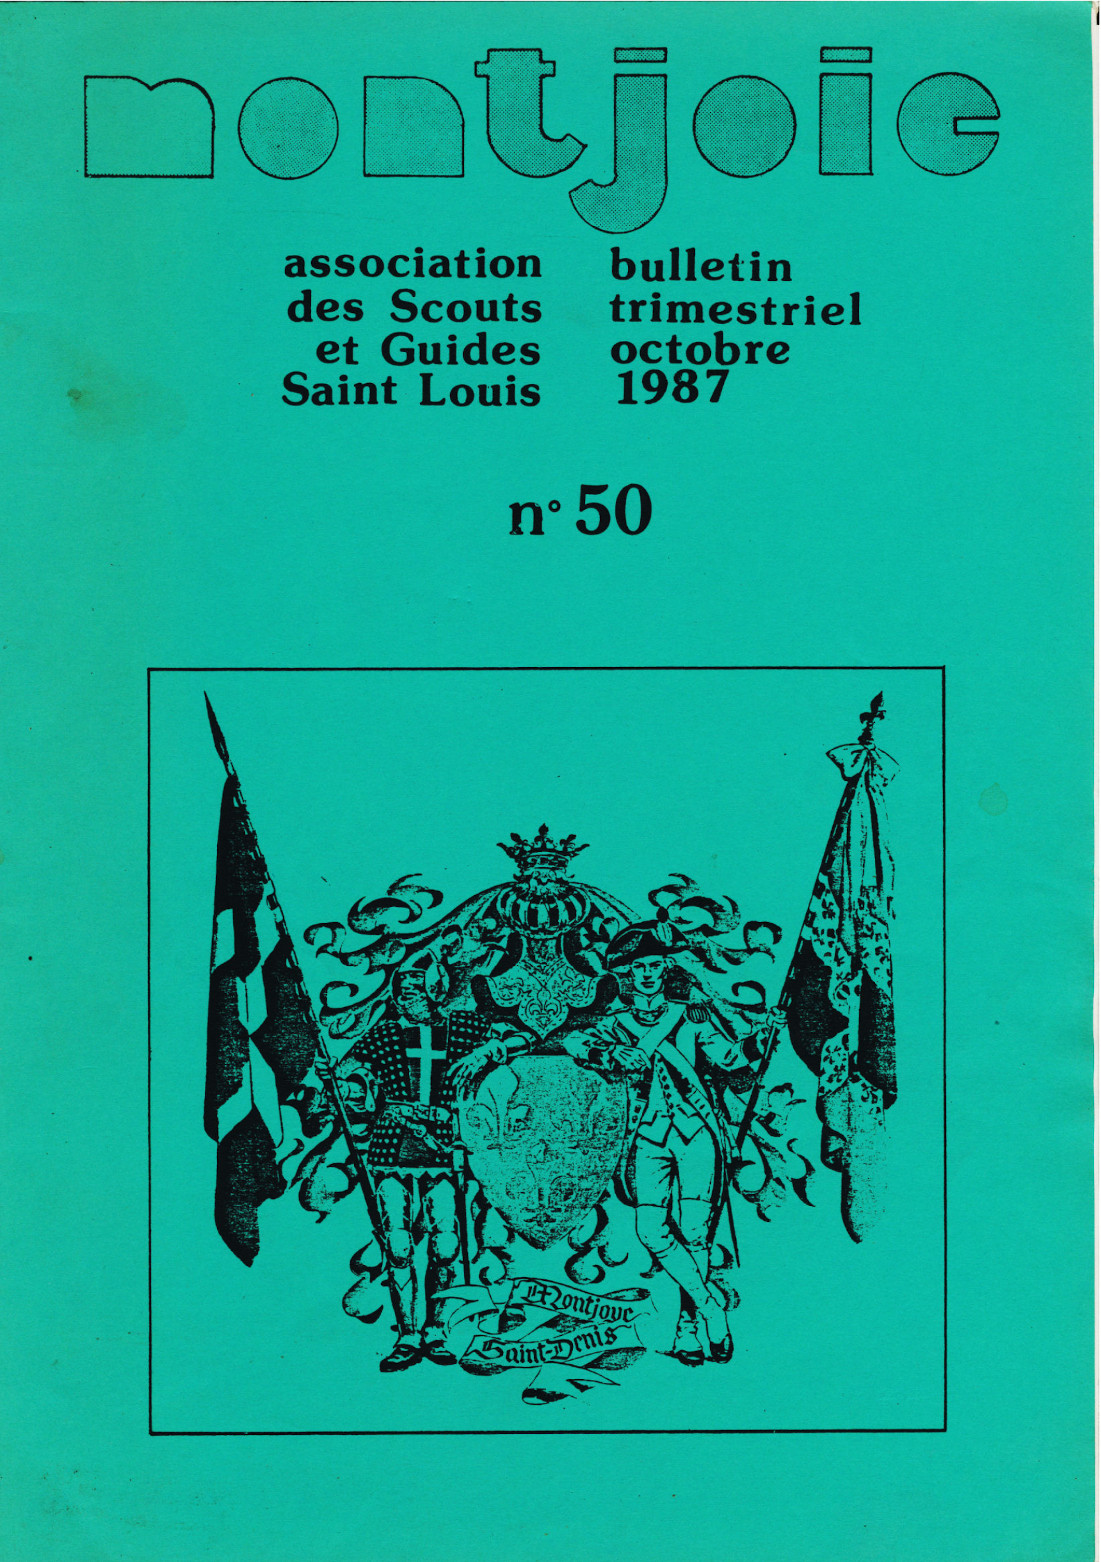 montjoie
association
des Scouts
et Guides
Saint Louis
bulletin
trimestriel
octobre
1987
n° 50
Montjoye
Saint-Denis